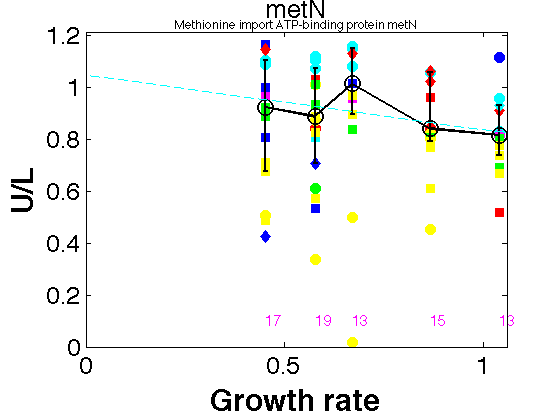 metN
Methionine import ATP-binding protein metN
U/L
1.2
1
0.8
0.6
0.4
0.2
0
17 19 13 15 13
0 0.5 1
Growth rate